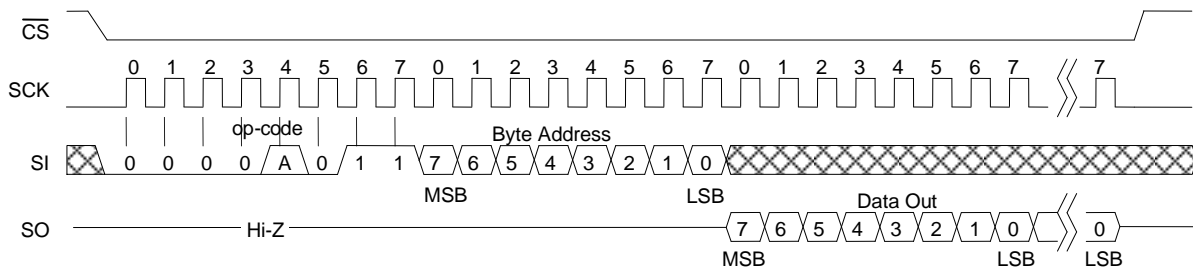 CS
0 1 2 3 4 5 6 7 0 1 2 3 4 5 6 7 0 1 2 3 4 5 6 7 7
SCK
op-code Byte Address
SI 0 0 0 0 A 0 1 1 7 6 5 4 3 2 1 0
MSB LSB Data Out
SO Hi-Z 7 6 5 4 3 2 1 0 0
MSB LSB LSB